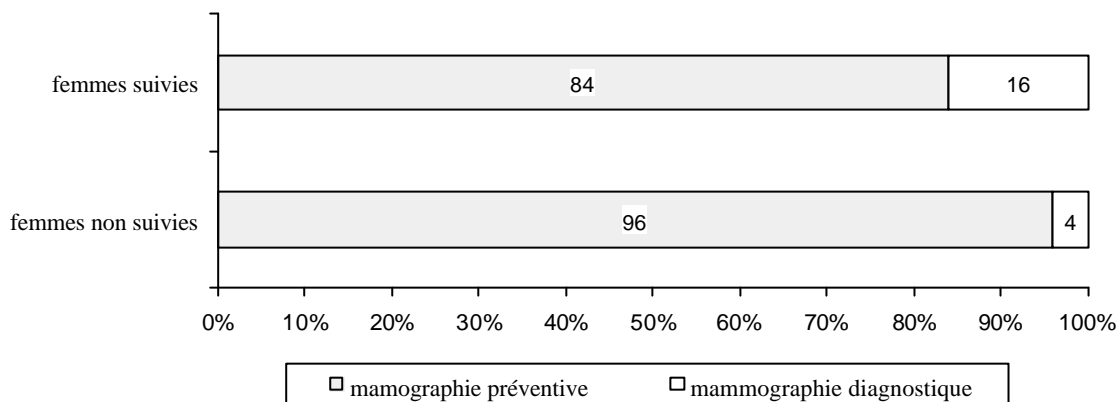 femmes suivies 84 16
femmes non suivies 96 4
0% 10% 20% 30% 40% 50% 60% 70% 80% 90% 100%
mamographie préventive mammographie diagnostique